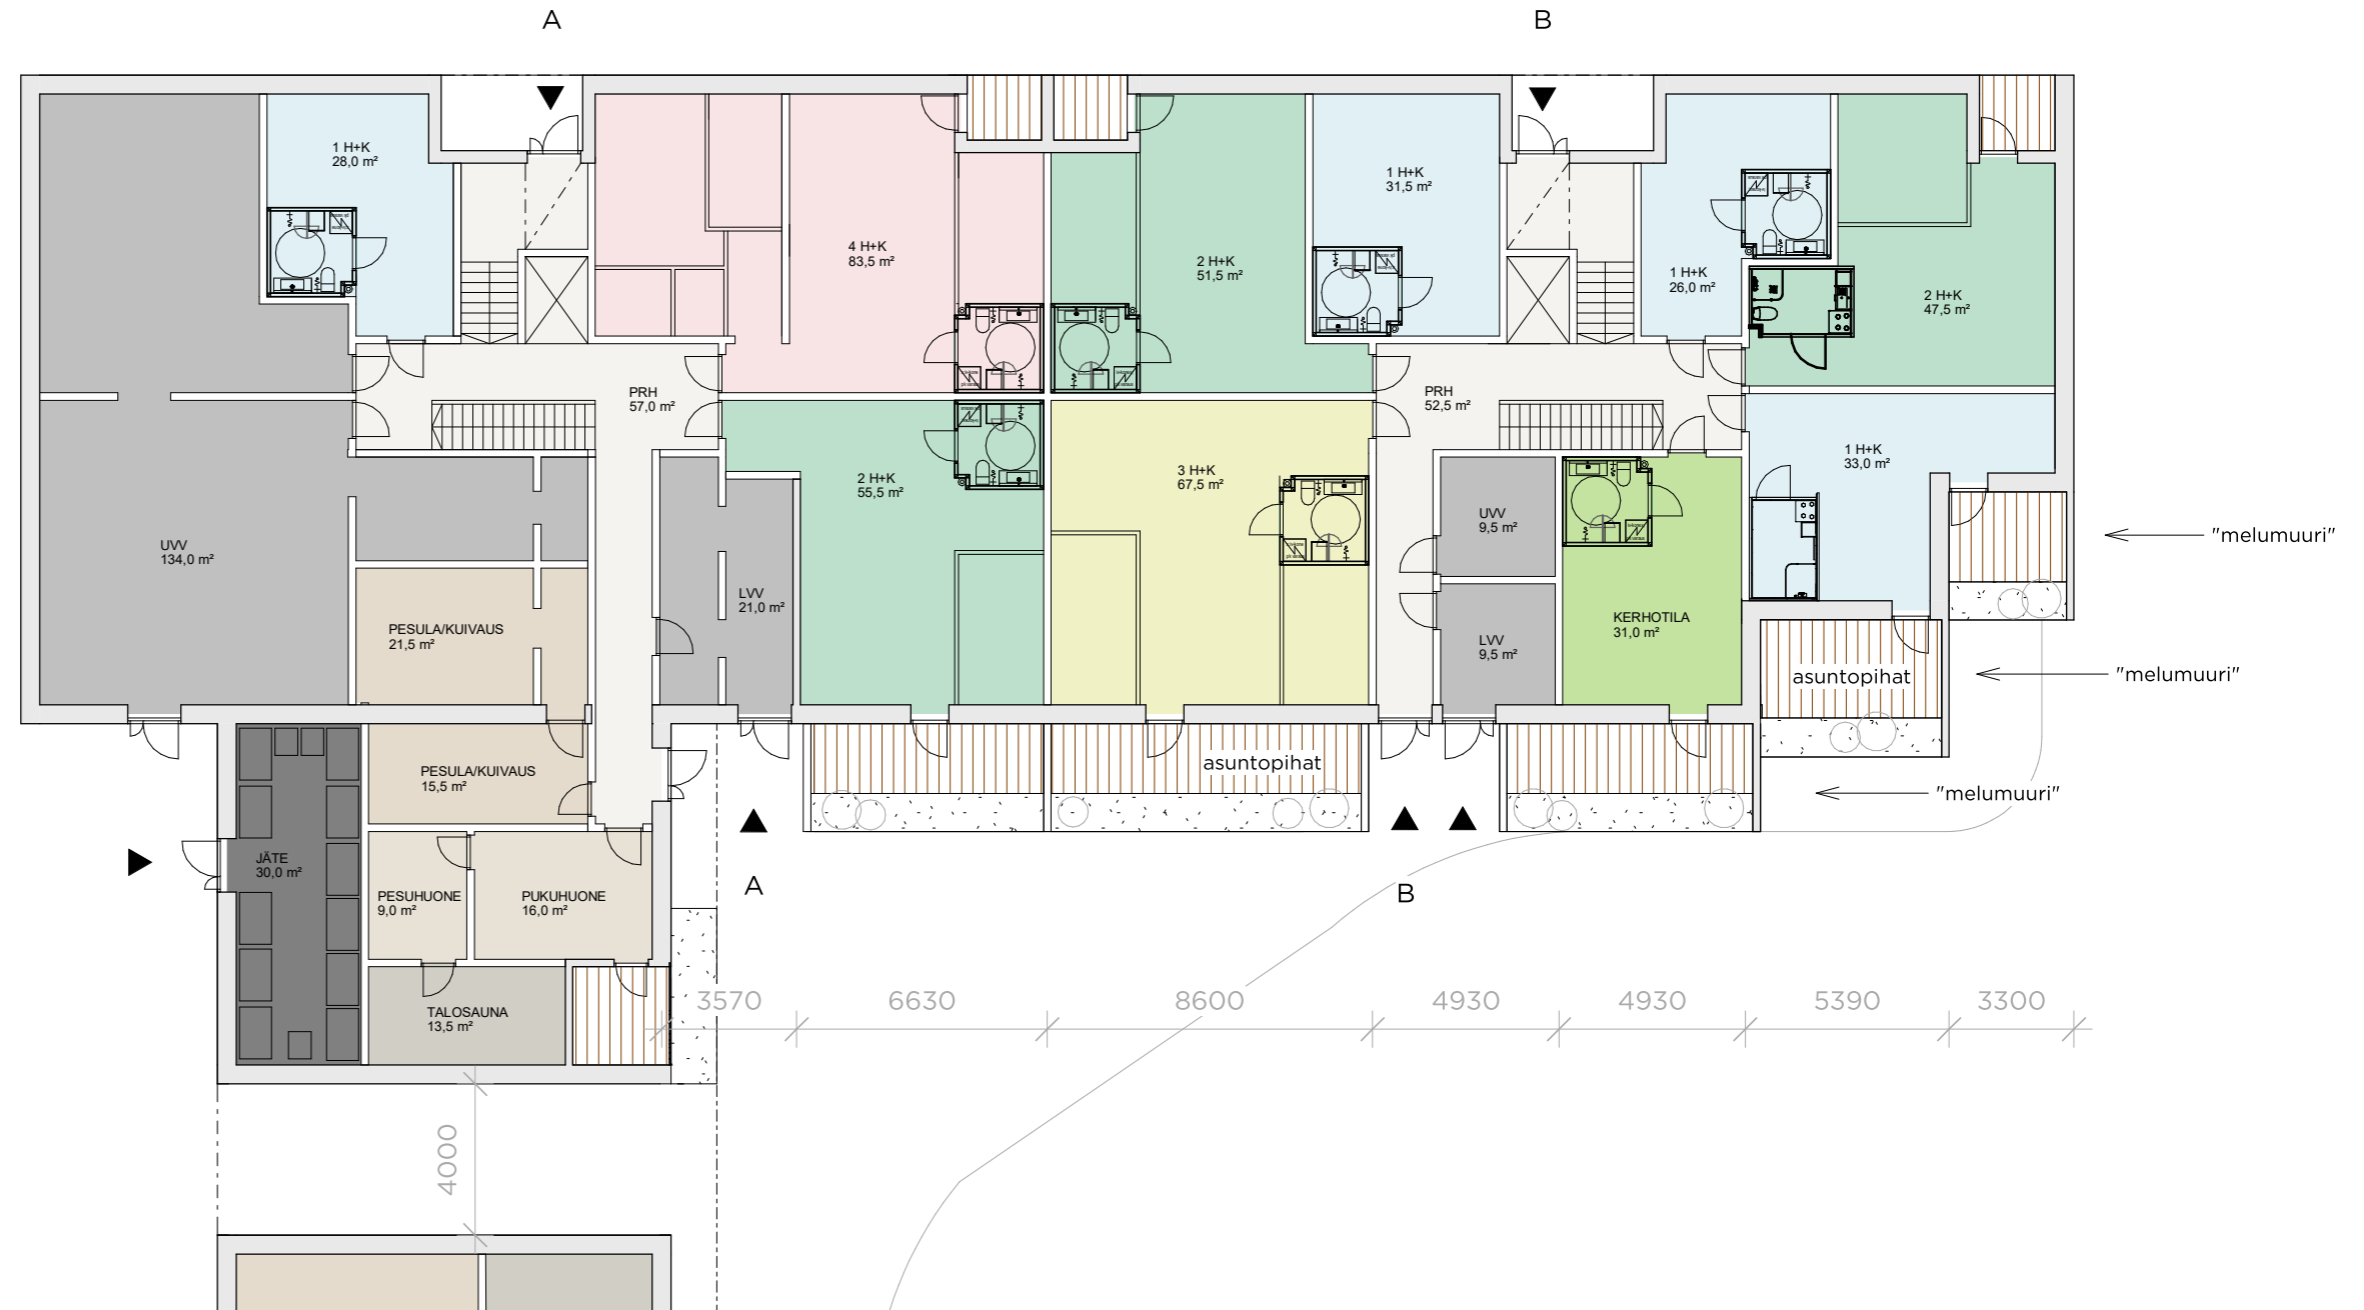 A
B
1 H+K
28,0 m²
4 H+K
83,5 m²
2 H+K
51,5 m²
1 H+K
31,5 m²
1 H+K
26,0 m²
2 H+K
47,5 m²
PRH
57,0 m²
PRH
52,5 m²
1 H+K
33,0 m²
2 H+K
55,5 m²
3 H+K
67,5 m²
UVV
9,5 m²
UVV
134,0 m²
LVV
21,0 m²
PESULA/KUIVAUS
21,5 m²
LVV
9,5 m²
KERHOTILA
31,0 m²
"melumuuri"
asuntopihat
"melumuuri"
PESULA/KUIVAUS
15,5 m²
asuntopihat
"melumuuri"
JÄTE
30,0 m²
PESUHUONE
9,0 m²
PUKUHUONE
16,0 m²
A
B
TALOSAUNA
13,5 m²
3570
6630
8600
4930
4930
5390
3300
4000